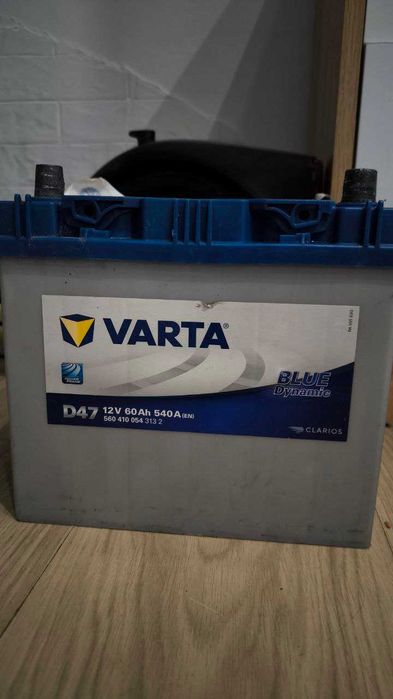 VARTA®
BLUE
Dynamic
D47 12V 60Ah 540A (EN)
560 410 054 313 2
CLARIOS